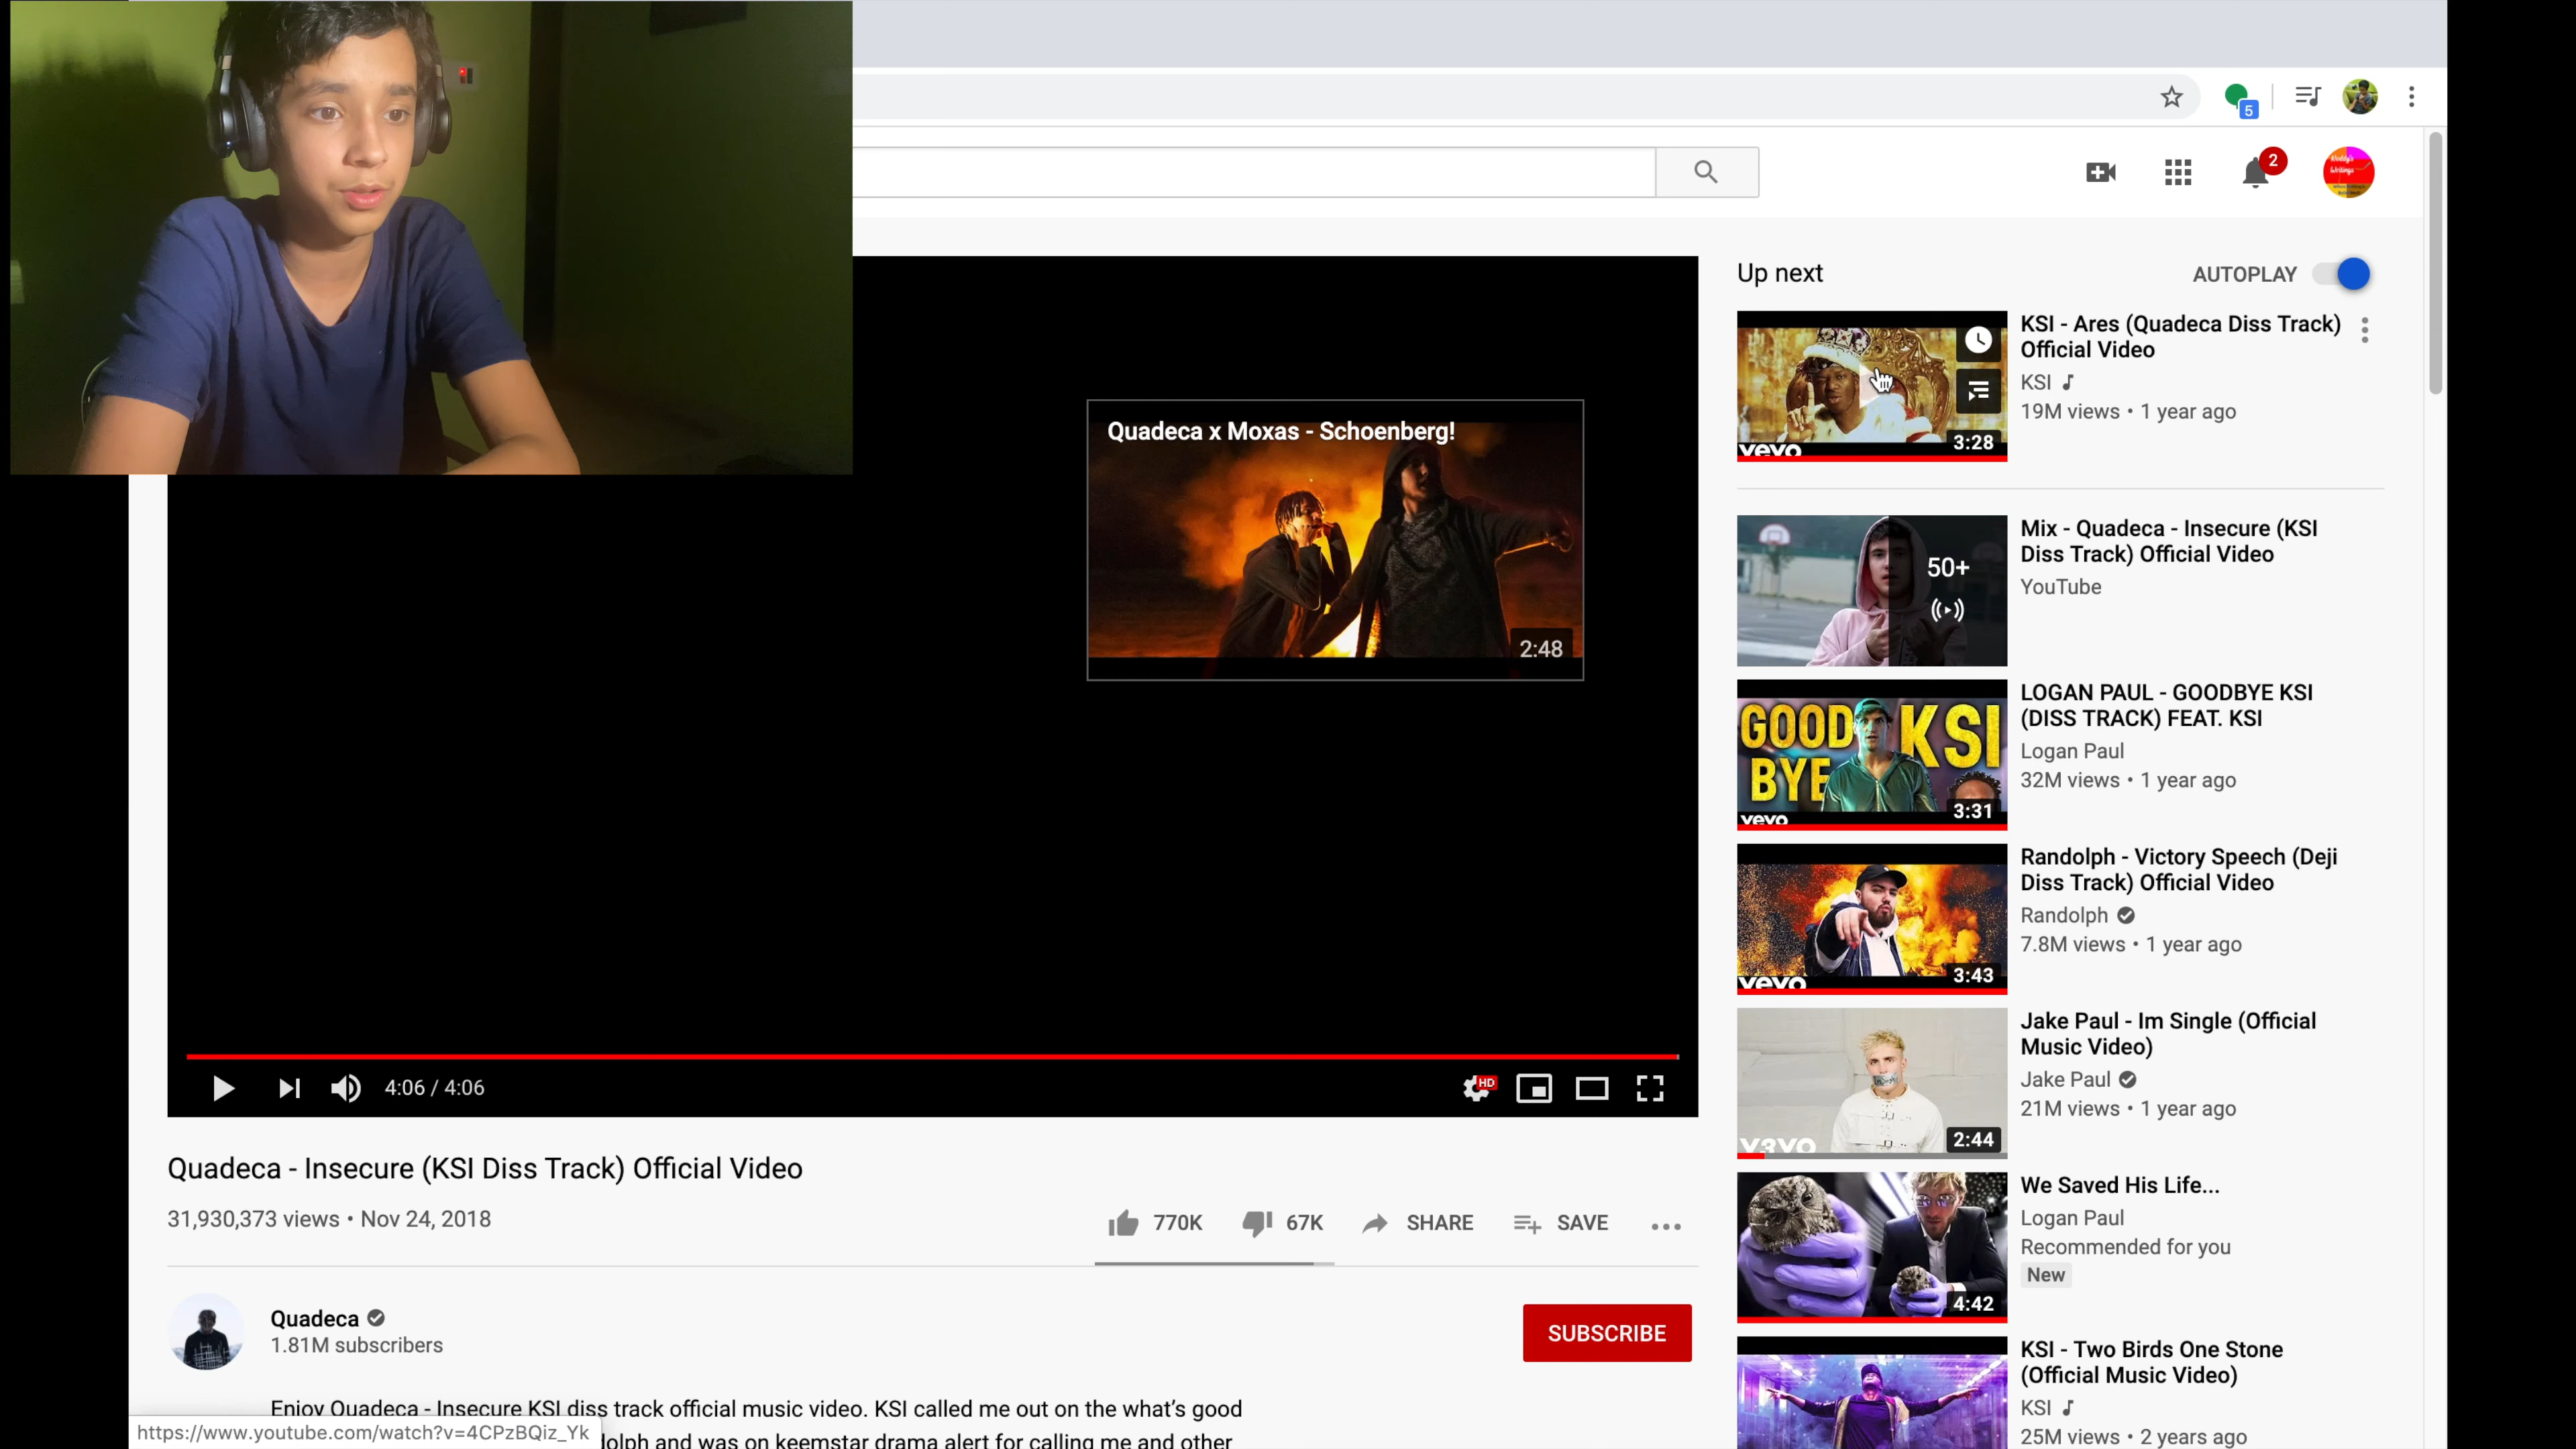 5
2
Up next
AUTOPLAY
KSI - Ares (Quadeca Diss Track)
Official Video
KSI
19M views • 1 year ago
3:28
vevo
Quadeca x Moxas - Schoenberg!
2:48
Mix - Quadeca - Insecure (KSI
Diss Track) Official Video
YouTube
50+
LOGAN PAUL - GOODBYE KSI
(DISS TRACK) FEAT. KSI
Logan Paul
32M views • 1 year ago
GOOD KSI
BYE
3:31
vevo
Randolph - Victory Speech (Deji
Diss Track) Official Video
Randolph
7.8M views • 1 year ago
3:43
vevo
Jake Paul - Im Single (Official
Music Video)
Jake Paul
21M views • 1 year ago
2:44
V3VO
4:06 / 4:06
HD
Quadeca - Insecure (KSI Diss Track) Official Video
31,930,373 views • Nov 24, 2018
770K
67K
SHARE
SAVE
We Saved His Life...
Logan Paul
Recommended for you
New
4:42
Quadeca
1.81M subscribers
SUBSCRIBE
KSI - Two Birds One Stone
(Official Music Video)
KSI
25M views • 2 years ago
Enjoy Quadeca - Insecure KSI diss track official music video. KSI called me out on the what's good
https://www.youtube.com/watch?v=4CPzBQiz_Yk
dolph and was on keemstar drama alert for calling me and other